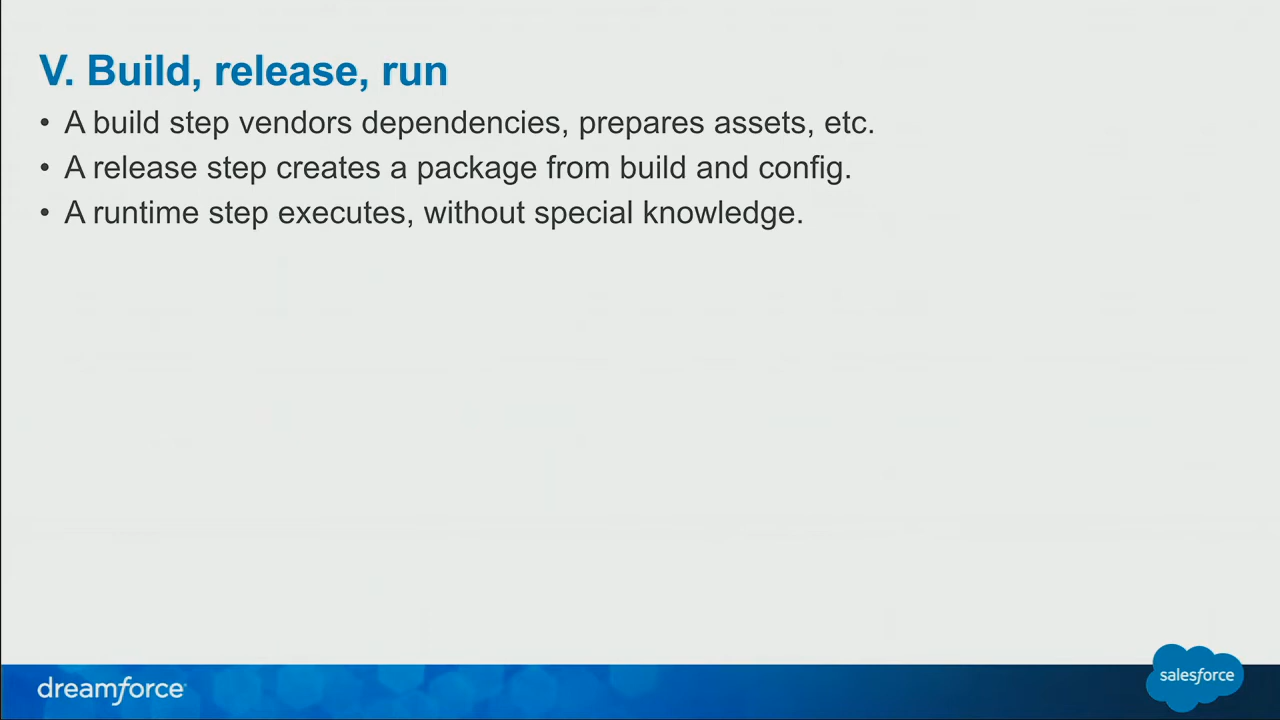 V. Build, release, run
• A build step vendors dependencies, prepares assets, etc.
• A release step creates a package from build and config.
• A runtime step executes, without special knowledge.
dreamforce
salesforce